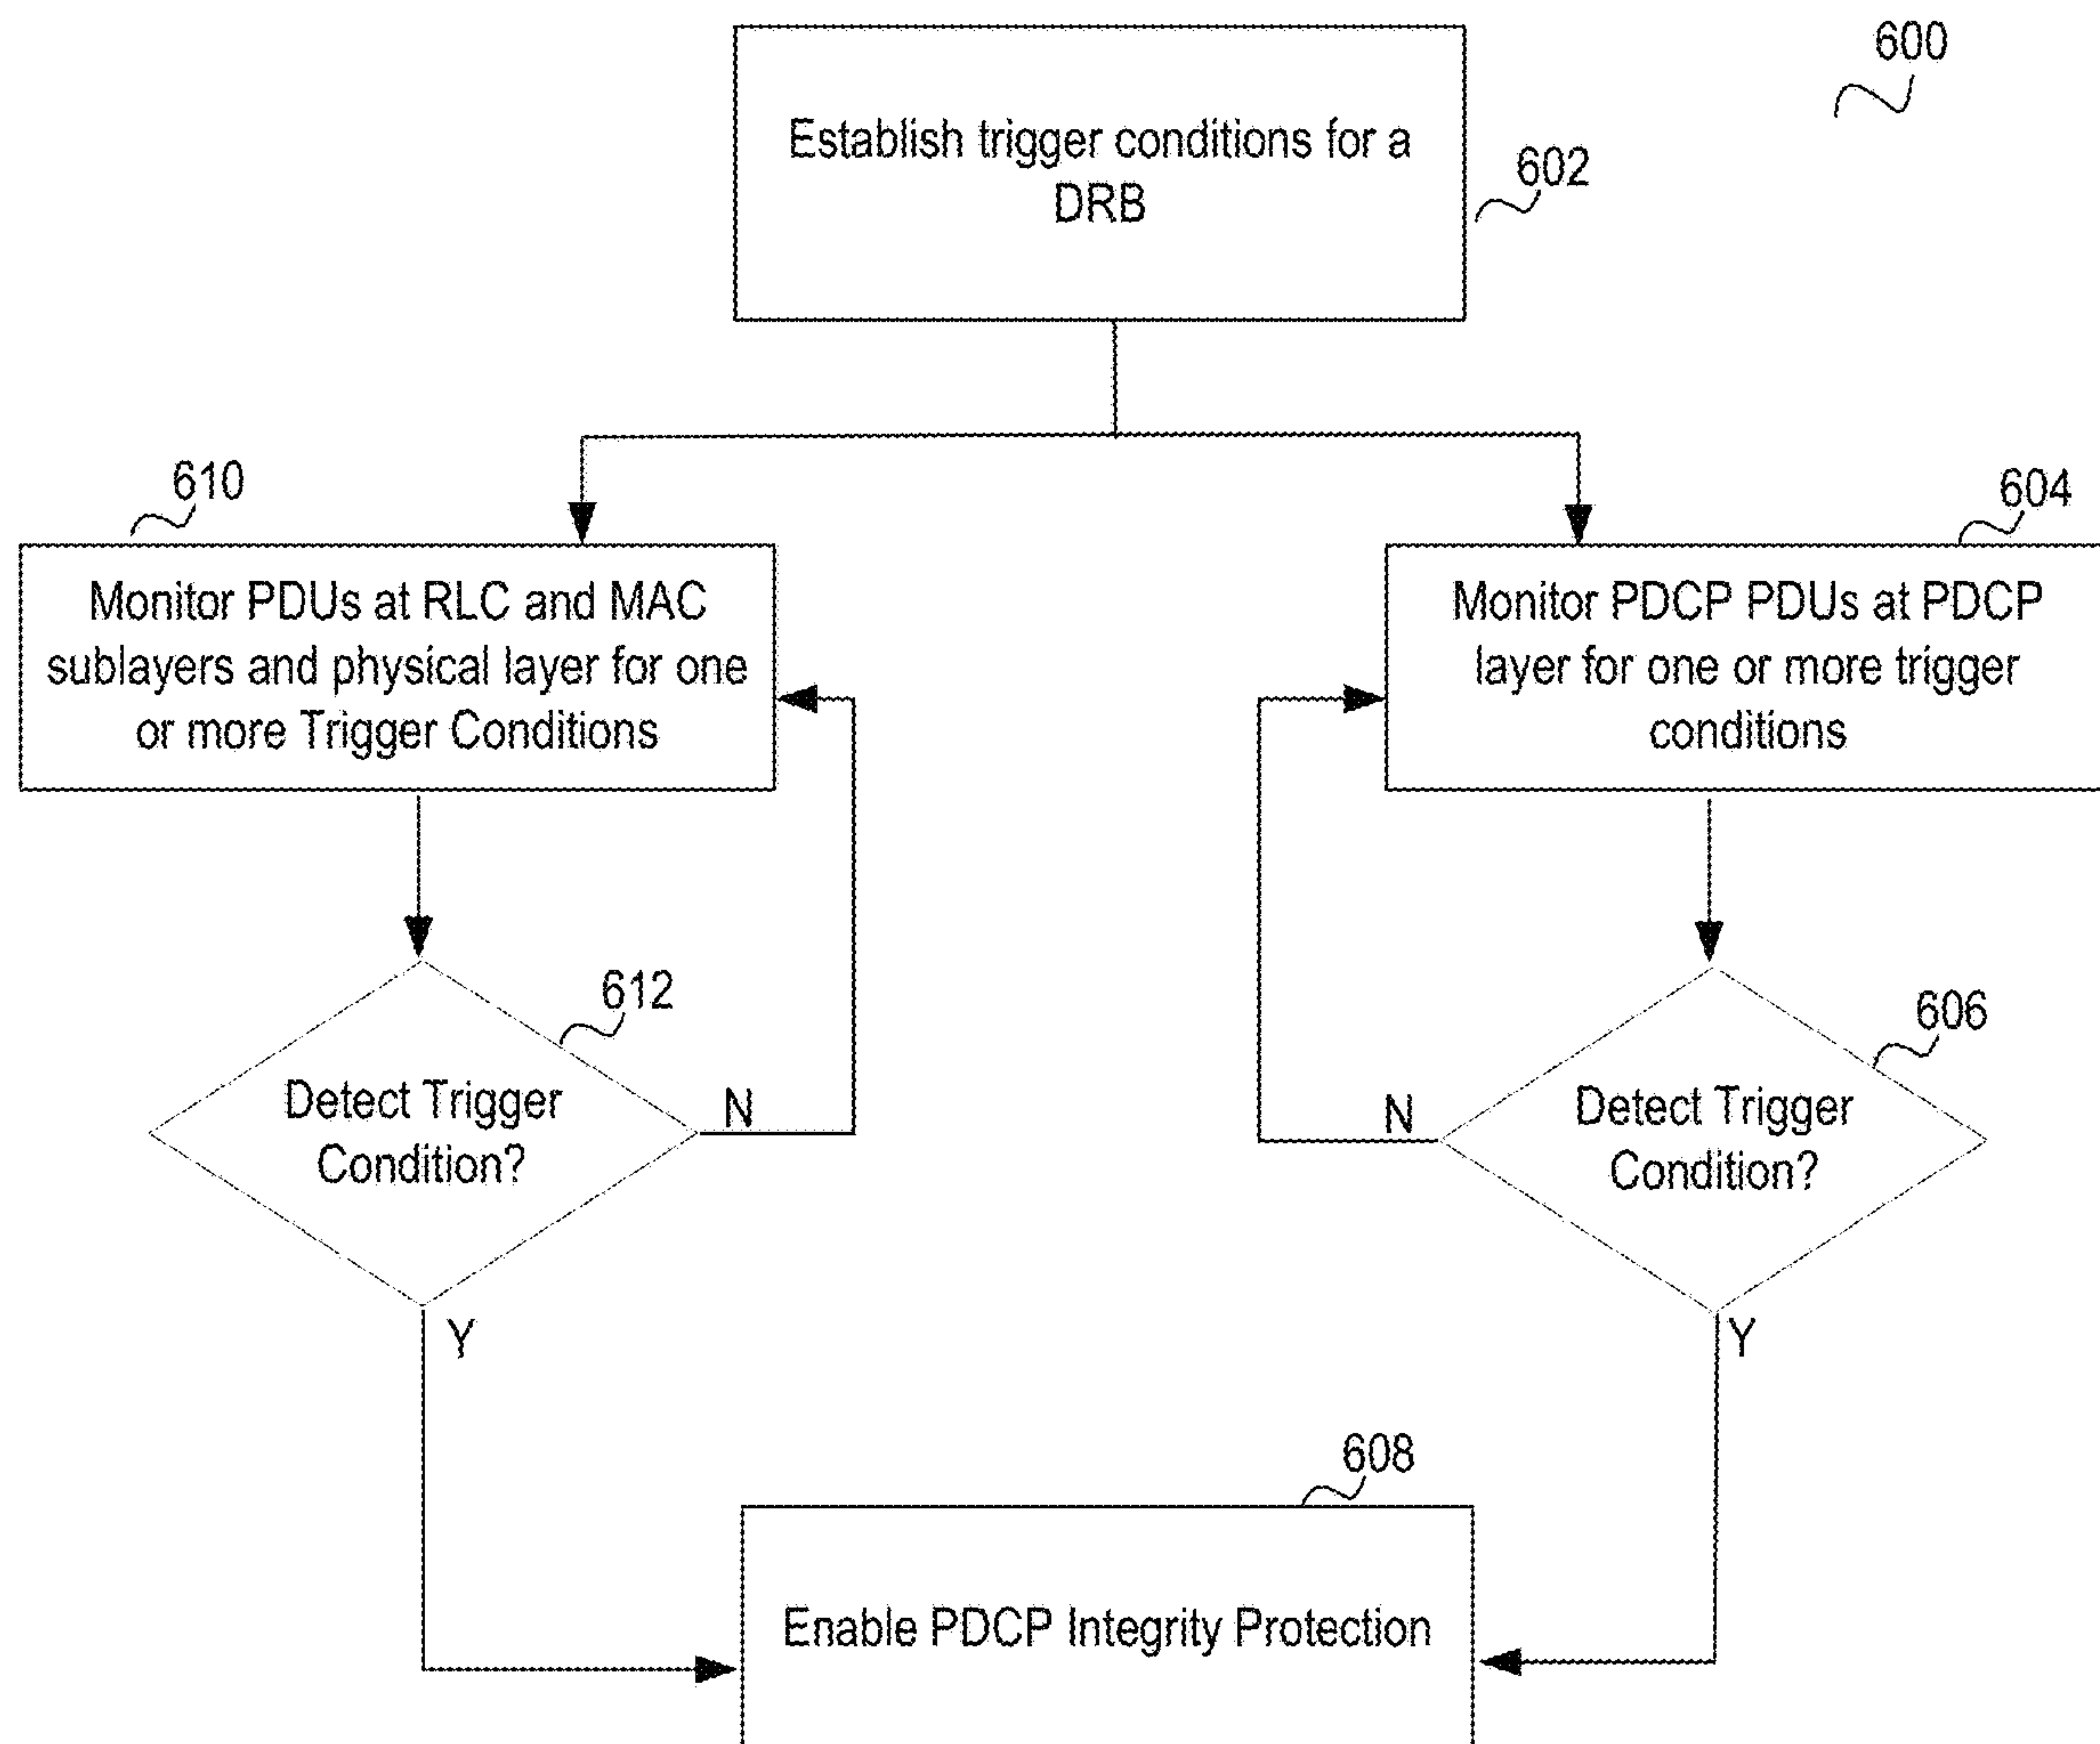 600
Establish trigger conditions for a
DRB
602
610
Monitor PDUs at RLC and MAC
sublayers and physical layer for one
or more Trigger Conditions
604
Monitor PDCP PDUs at PDCP
layer for one or more trigger
conditions
612
Detect Trigger
Condition?
N
Y
606
Detect Trigger
Condition?
N
Y
608
Enable PDCP Integrity Protection